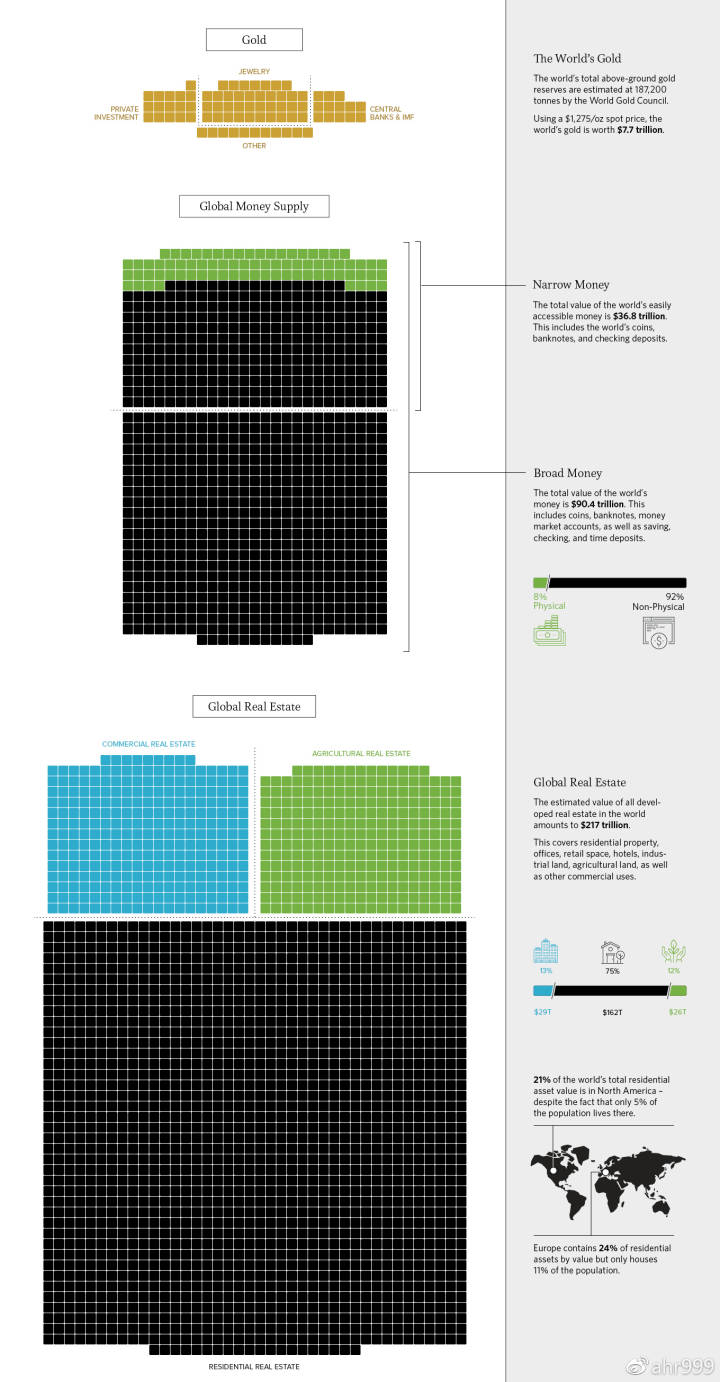 Gold
JEWELRY
PRIVATE
INVESTMENT
CENTRAL
BANKS & IMF
OTHER
The World's Gold
The world's total above-ground gold
reserves are estimated at 187,200
tonnes by the World Gold Council.
Using a $1,275/oz spot price, the
world's gold is worth $7.7 trillion.
Global Money Supply
Narrow Money
The total value of the world's easily
accessible money is $36.8 trillion.
This includes the world's coins,
banknotes, and checking deposits.
Broad Money
The total value of the world's
money is $90.4 trillion. This
includes coins, banknotes, money
market accounts, as well as saving,
checking, and time deposits.
8%
Physical
92%
Non-Physical
Global Real Estate
COMMERCIAL REAL ESTATE
AGRICULTURAL REAL ESTATE
RESIDENTIAL REAL ESTATE
Global Real Estate
The estimated value of all devel-
oped real estate in the world
amounts to $217 trillion.
This covers residential property,
offices, retail space, hotels, indus-
trial land, agricultural land, as well
as other commercial uses.
13% 75% 12%
$29T $162T $26T
21% of the world's total residential
asset value is in North America –
despite the fact that only 5% of
the population lives there.
Europe contains 24% of residential
assets by value but only houses
11% of the population.
ahr999